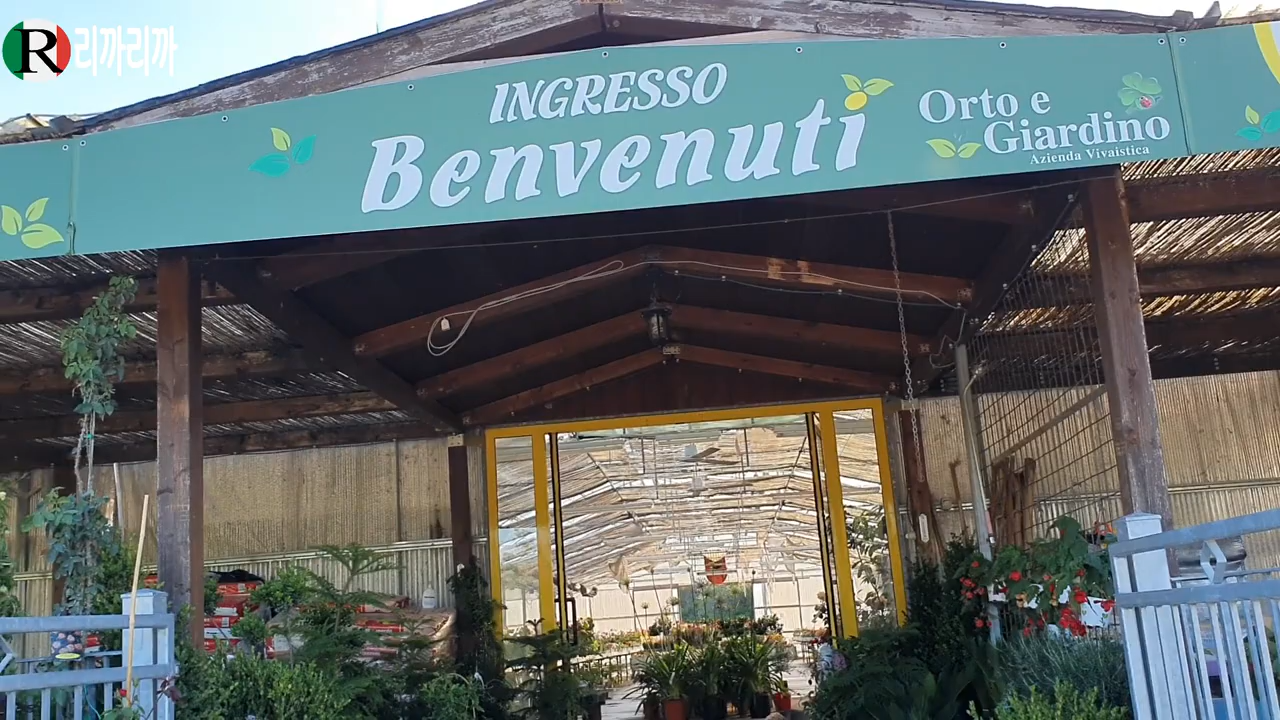 R 리까리까
INGRESSO
Benvenuti
Orto e
Giardino
Azienda Vivaistica